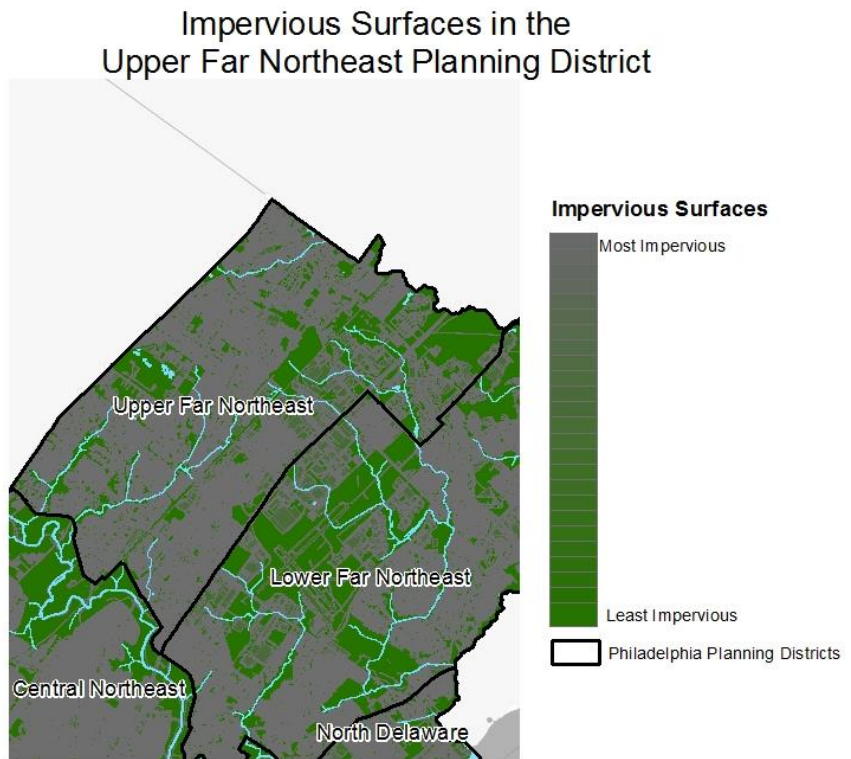 Impervious Surfaces in the
Upper Far Northeast Planning District
Impervious Surfaces
Most Impervious
Upper Far Northeast
Lower Far Northeast
Least Impervious
Philadelphia Planning Districts
Central Northeast
North Delaware